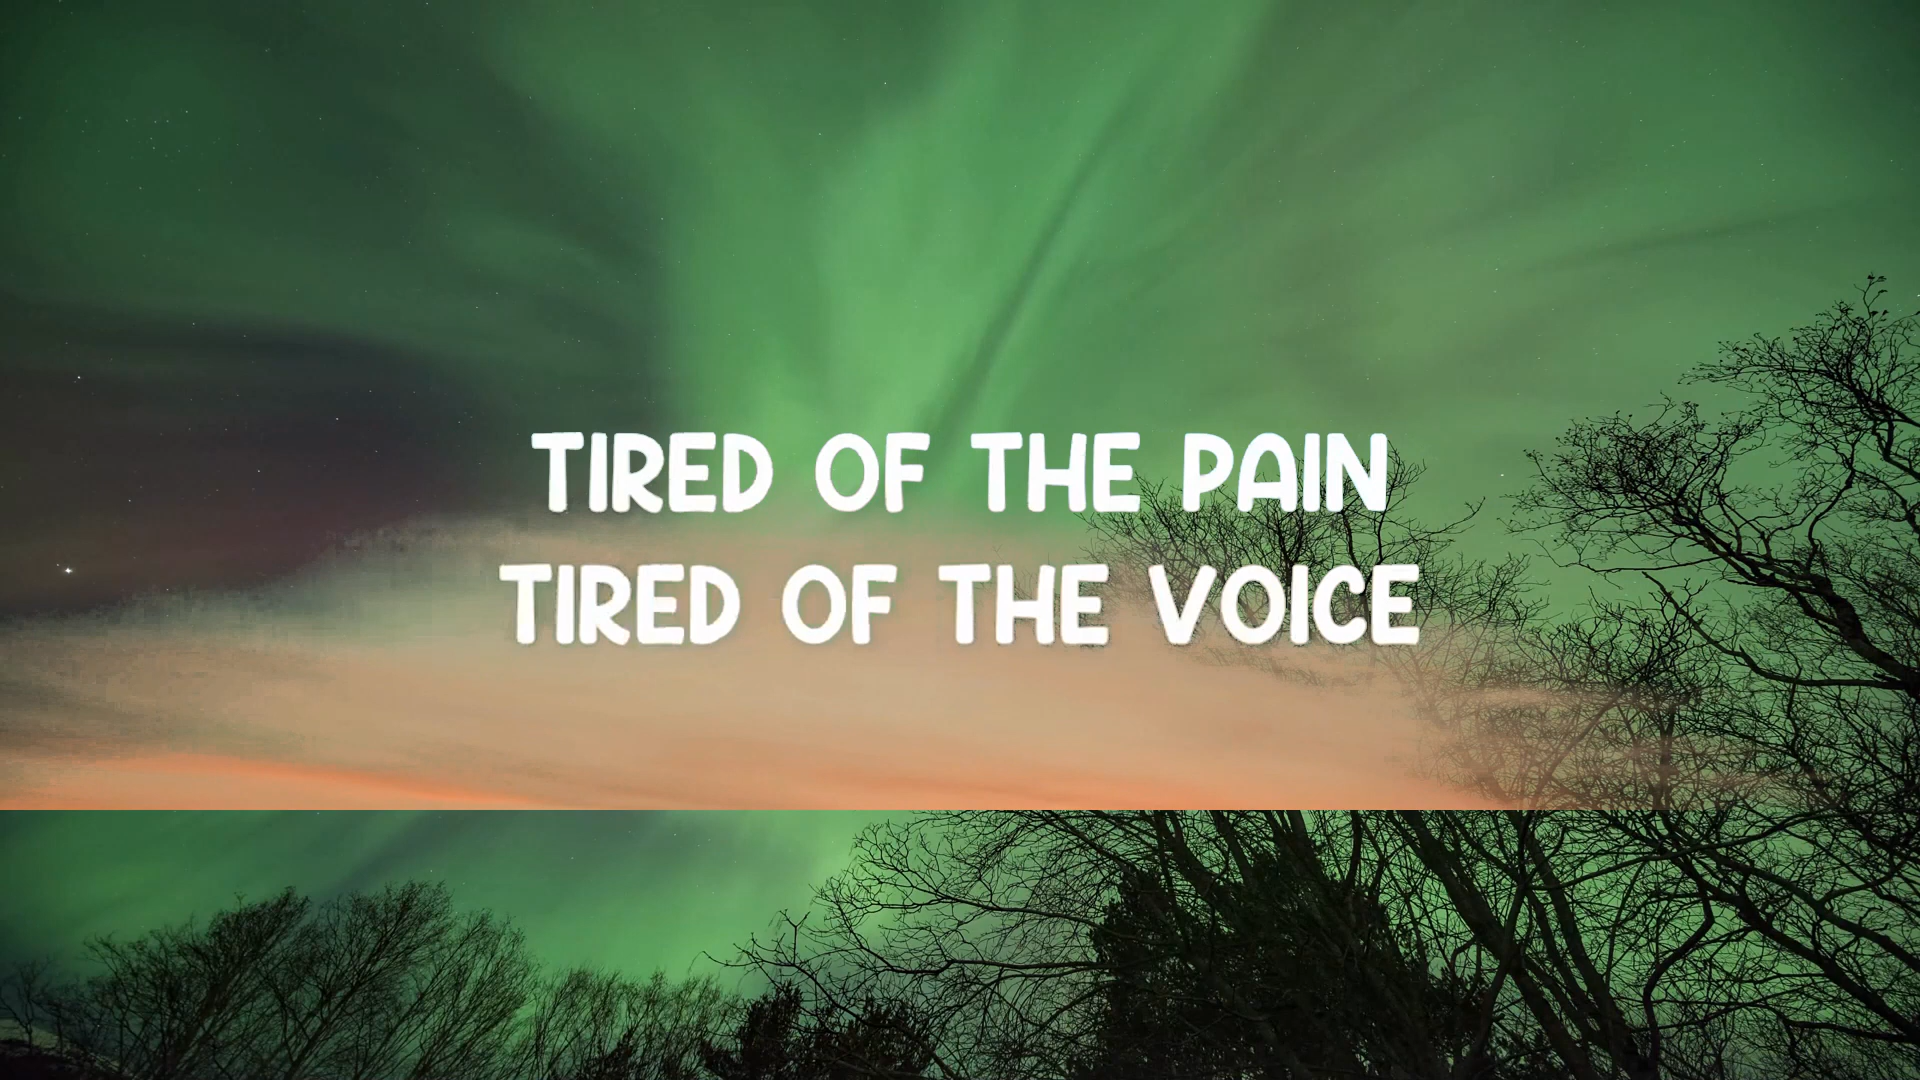 TIRED OF THE PAIN
TIRED OF THE VOICE